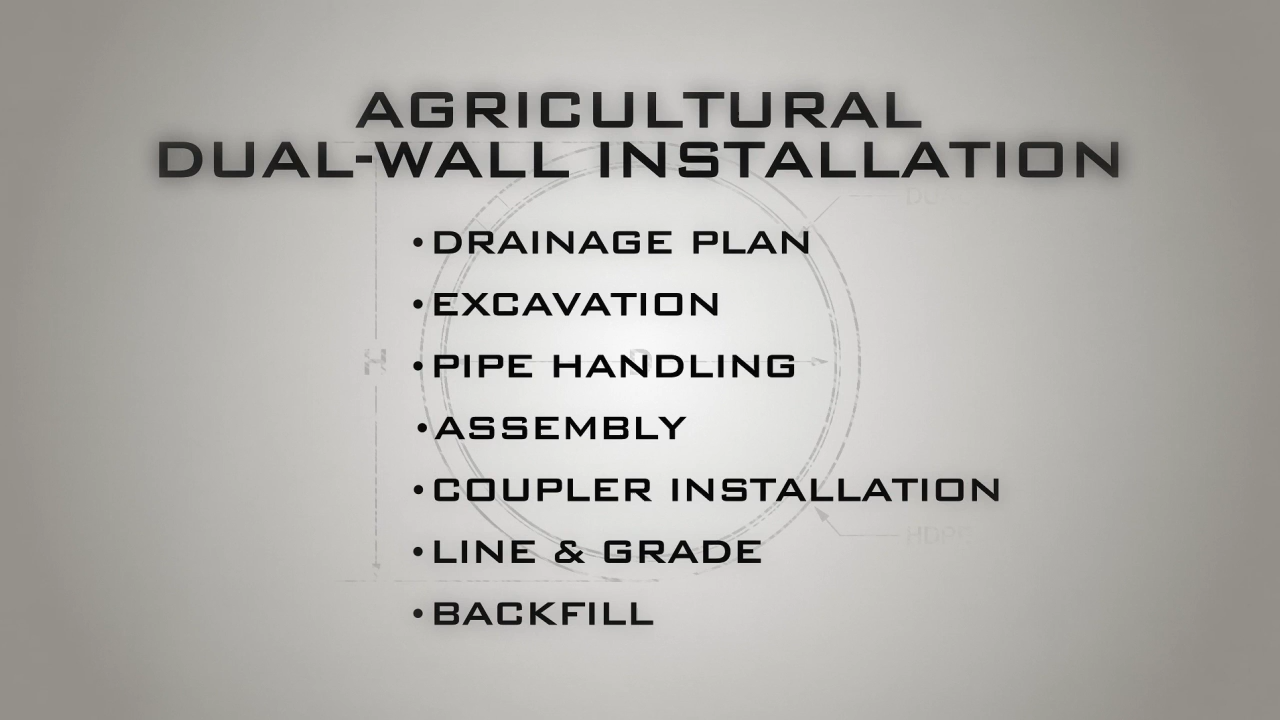 AGRICULTURAL
DUAL-WALL INSTALLATION
• DRAINAGE PLAN
• EXCAVATION
• PIPE HANDLING
• ASSEMBLY
• COUPLER INSTALLATION
• LINE & GRADE
• BACKFILL
H
D